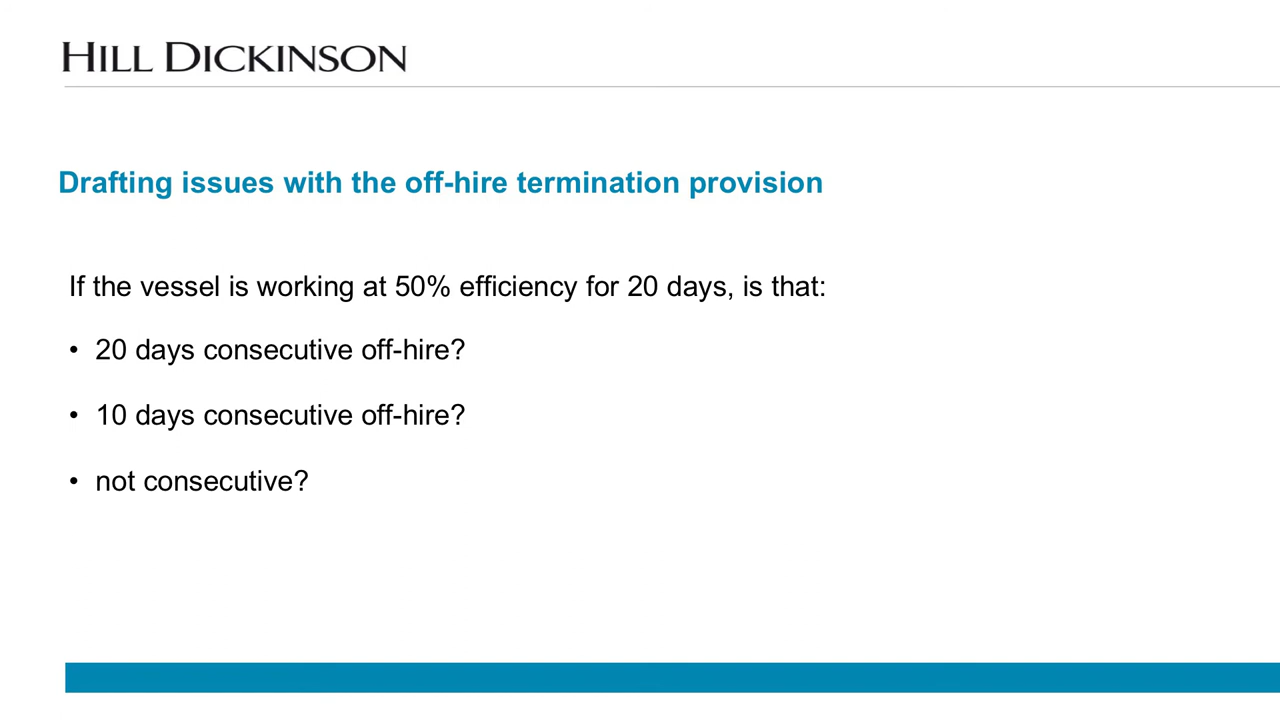 HILL DICKINSON
Drafting issues with the off-hire termination provision
If the vessel is working at 50% efficiency for 20 days, is that:
• 20 days consecutive off-hire?
• 10 days consecutive off-hire?
• not consecutive?